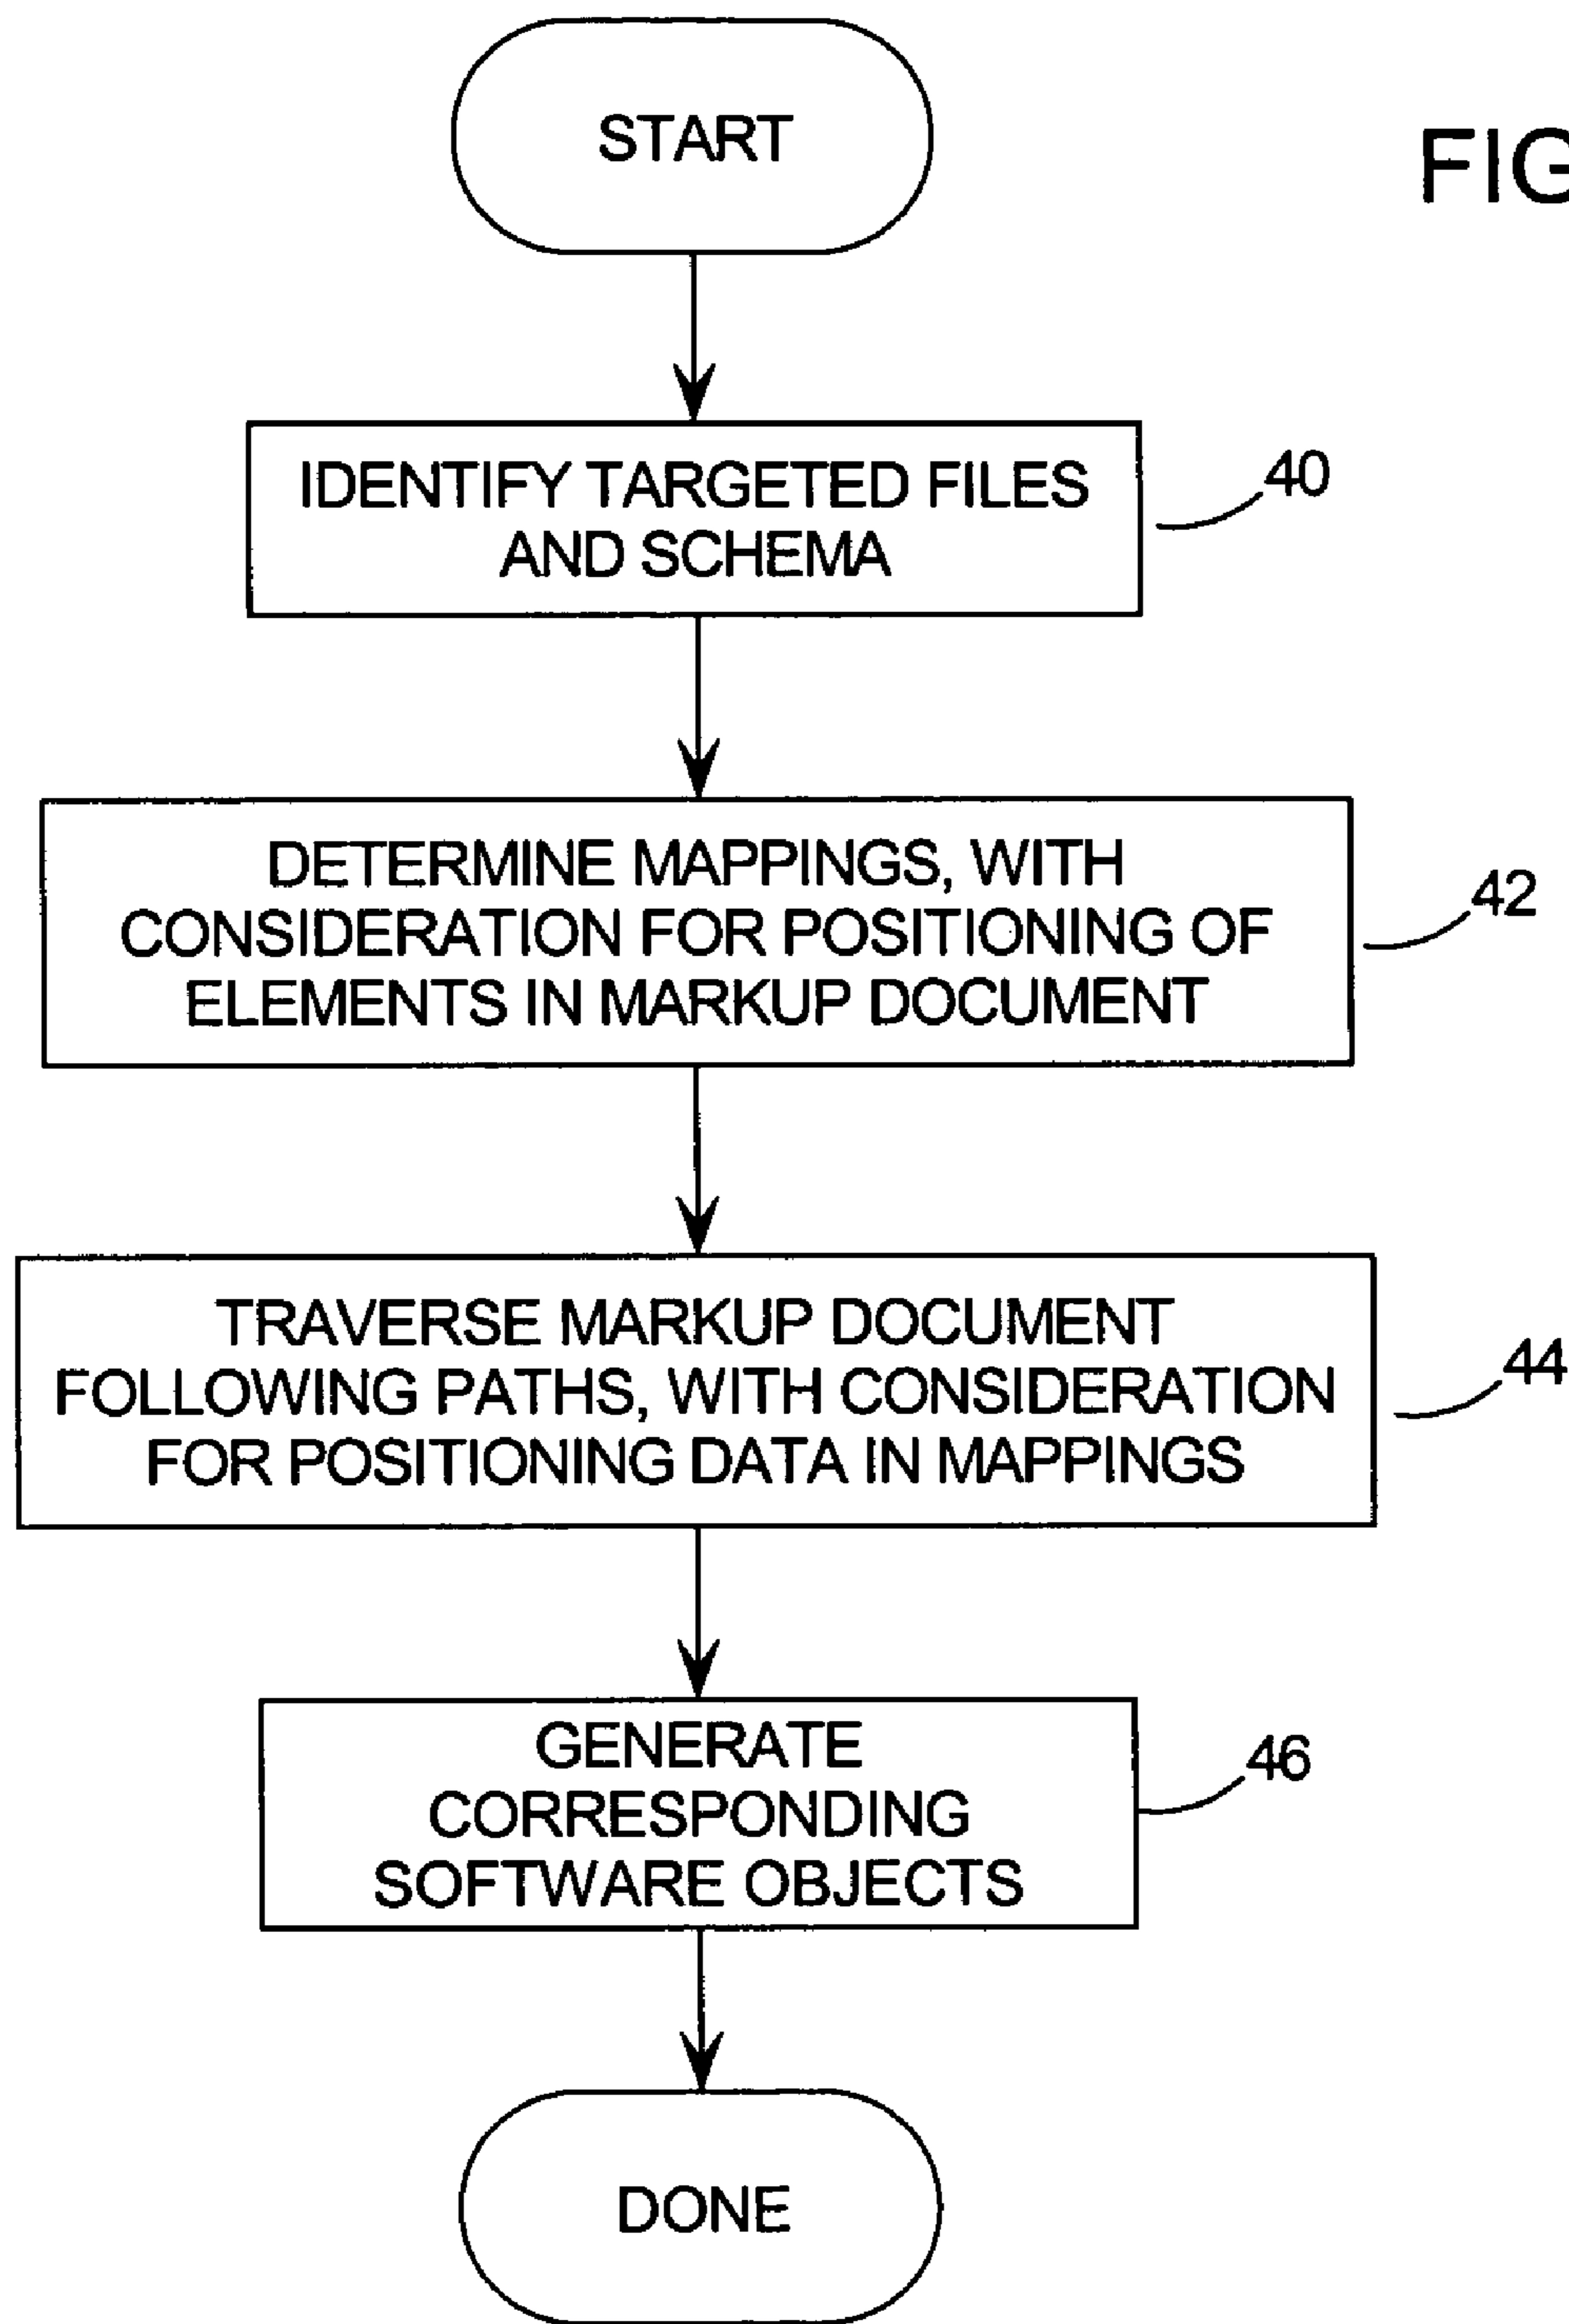 START
FIG
IDENTIFY TARGETED FILES
AND SCHEMA
40
DETERMINE MAPPINGS, WITH
CONSIDERATION FOR POSITIONING OF
ELEMENTS IN MARKUP DOCUMENT
42
TRAVERSE MARKUP DOCUMENT
FOLLOWING PATHS, WITH CONSIDERATION
FOR POSITIONING DATA IN MAPPINGS
44
GENERATE
CORRESPONDING
SOFTWARE OBJECTS
46
DONE